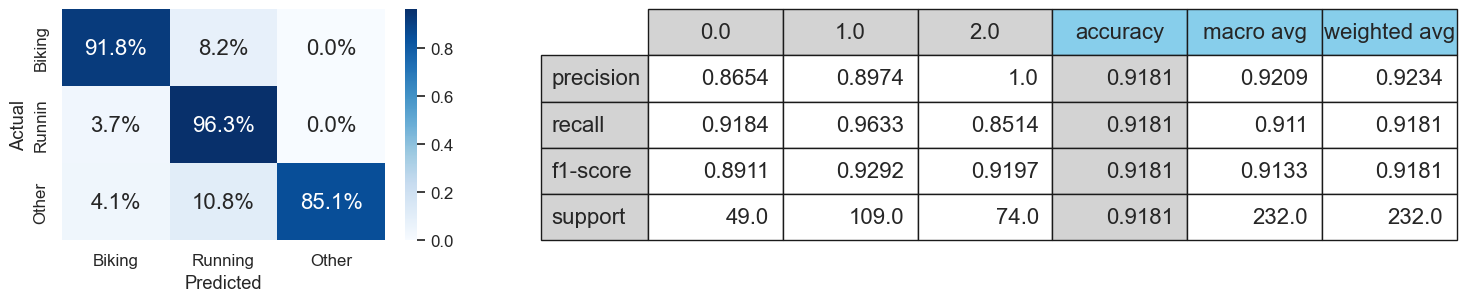 Actual
Biking
Runnin
Other
91.8% 8.2% 0.0%
3.7% 96.3% 0.0%
4.1% 10.8% 85.1%
Biking Running Other
Predicted
0.8
0.6
0.4
0.2
0.0
0.0 1.0 2.0 accuracy macro avg weighted avg
precision 0.8654 0.8974 1.0 0.9181 0.9209 0.9234
recall 0.9184 0.9633 0.8514 0.9181 0.911 0.9181
f1-score 0.8911 0.9292 0.9197 0.9181 0.9133 0.9181
support 49.0 109.0 74.0 0.9181 232.0 232.0